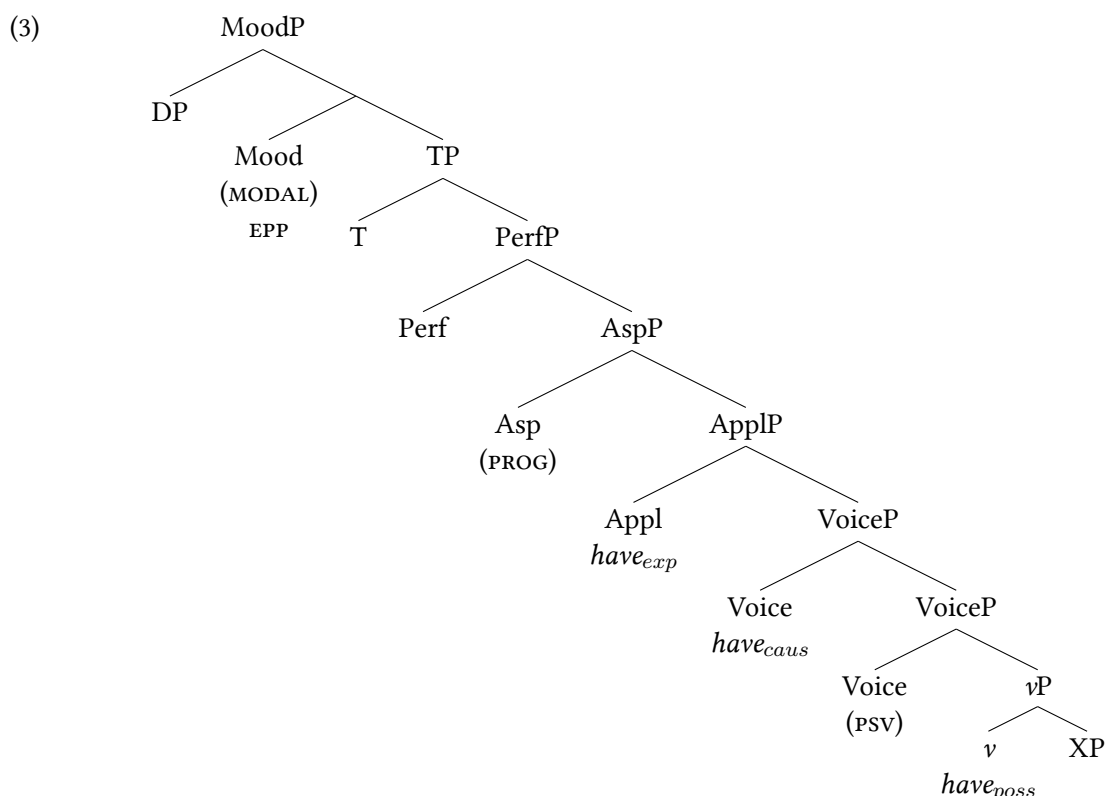 (3)
MoodP
DP
Mood TP
(MODAL)
EPP T PerfP
Perf AspP
Asp ApplP
(PROG)
Appl VoiceP
have_exp
Voice VoiceP
have_caus
Voice vP
(PSV)
v XP
have_poss